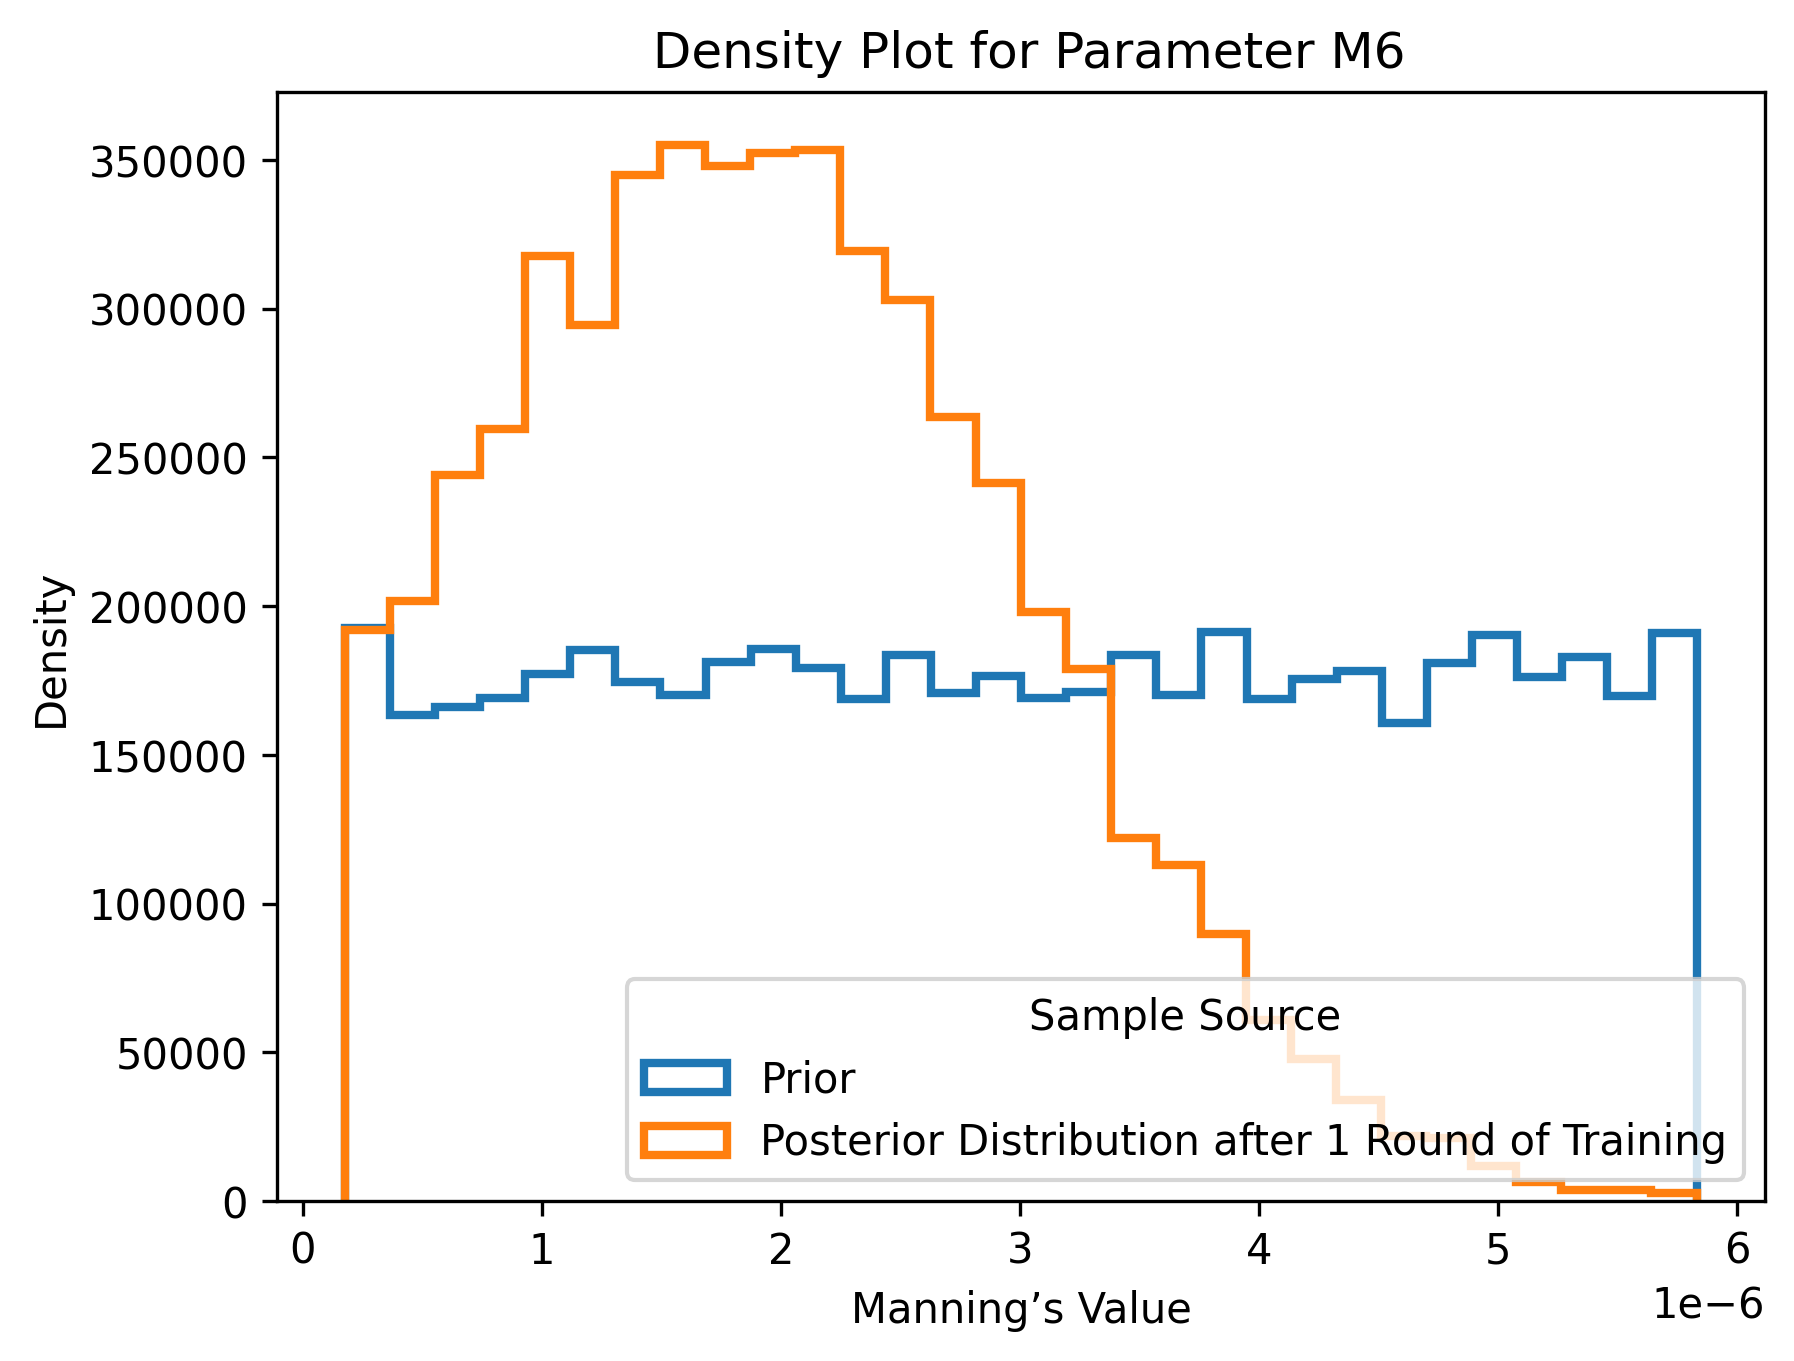 Density Plot for Parameter M6
350000
300000
250000
200000
150000
100000
50000
0
Density
Sample Source
Prior
Posterior Distribution after 1 Round of Training
0 1 2 3 4 5 6
1e−6
Manning’s Value